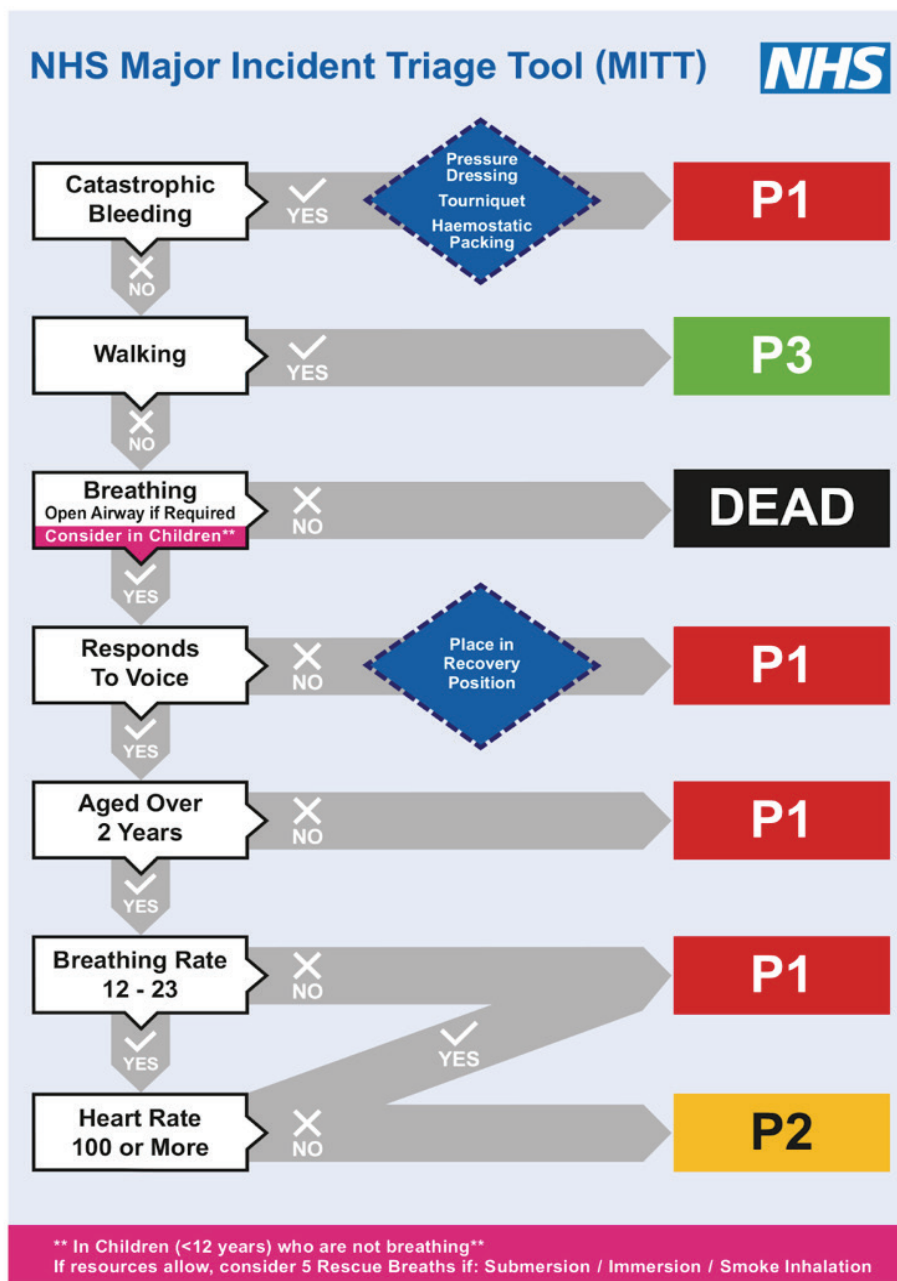 NHS Major Incident Triage Tool (MITT)
NHS
Catastrophic
Bleeding
YES
Pressure
Dressing
Tourniquet
Haemostatic
Packing
P1
NO
Walking
YES
P3
NO
Breathing
Open Airway if Required
Consider in Children**
NO
DEAD
YES
Responds
To Voice
NO
Place in
Recovery
Position
P1
YES
Aged Over
2 Years
NO
P1
YES
Breathing Rate
12 - 23
NO
P1
YES
YES
Heart Rate
100 or More
NO
P2
** In Children (<12 years) who are not breathing**
If resources allow, consider 5 Rescue Breaths if: Submersion / Immersion / Smoke Inhalation